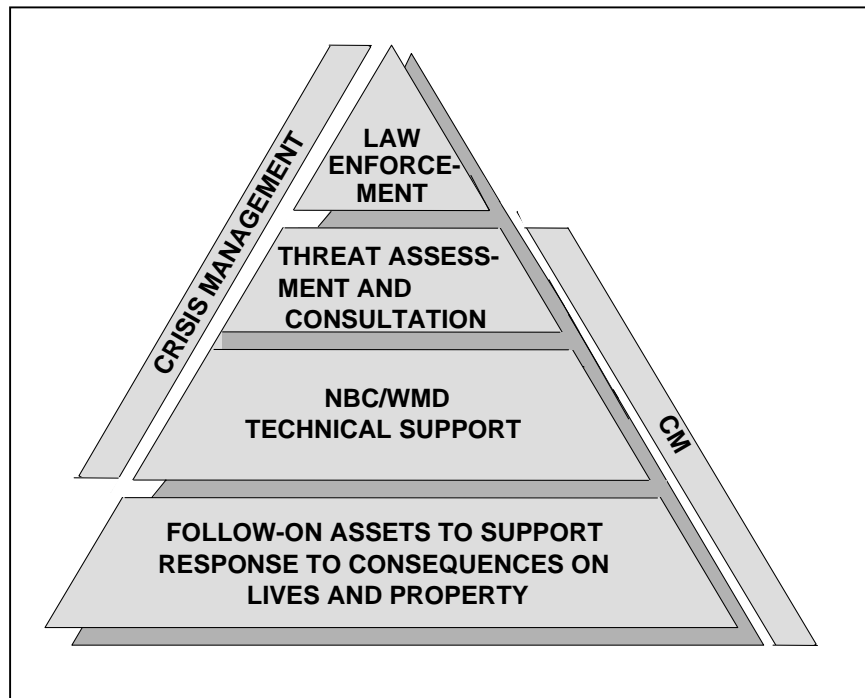 LAW
ENFORCE-
MENT
CRISIS MANAGEMENT
THREAT ASSESS-
MENT AND
CONSULTATION
NBC/WMD
TECHNICAL SUPPORT
CM
FOLLOW-ON ASSETS TO SUPPORT
RESPONSE TO CONSEQUENCES ON
LIVES AND PROPERTY